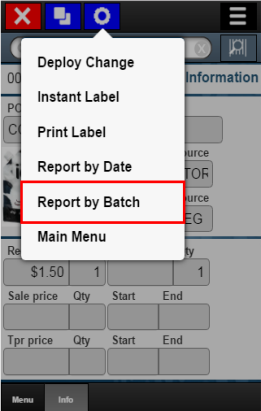 X
00 Information
Deploy Change
Instant Label
Print Label
Report by Date
Report by Batch
Main Menu
PO
CO
ource
TOR
ource
EG
Re ty
$1.50 1 1
Sale price Qty Start End
Tpr price Qty Start End
Menu Info